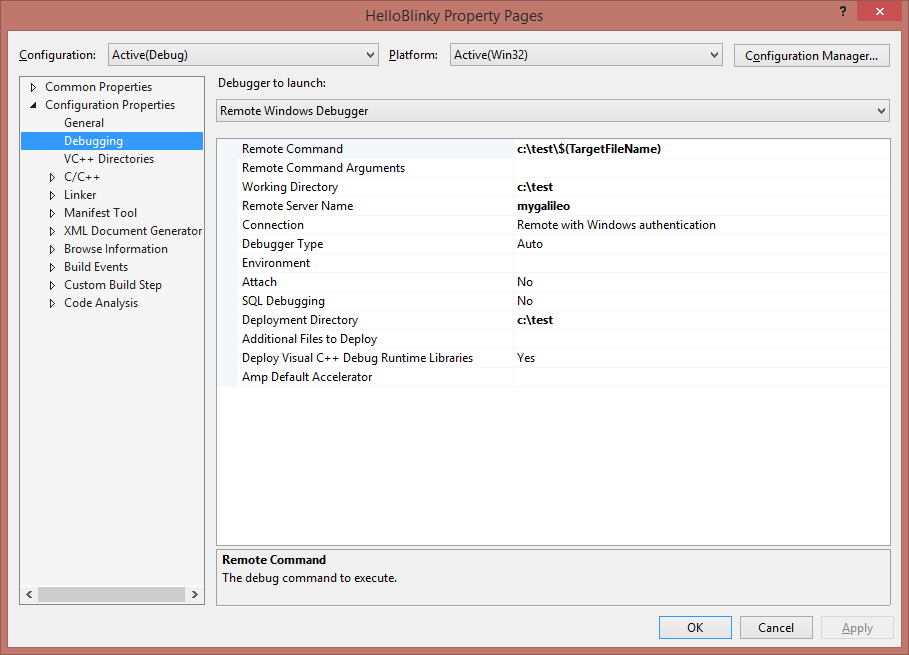 HelloBlinky Property Pages
?
Configuration: Active(Debug) Platform: Active(Win32) Configuration Manager...
Common Properties
Configuration Properties
General
Debugging
VC++ Directories
C/C++
Linker
Manifest Tool
XML Document Generator
Browse Information
Build Events
Custom Build Step
Code Analysis
Debugger to launch:
Remote Windows Debugger
Remote Command c:\test\$(TargetFileName)
Remote Command Arguments
Working Directory c:\test
Remote Server Name mygalileo
Connection Remote with Windows authentication
Debugger Type Auto
Environment
Attach No
SQL Debugging No
Deployment Directory c:\test
Additional Files to Deploy
Deploy Visual C++ Debug Runtime Libraries Yes
Amp Default Accelerator
Remote Command
The debug command to execute.
OK Cancel Apply